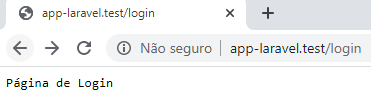 app-laravel.test/login
Não seguro app-laravel.test/login
Página de Login